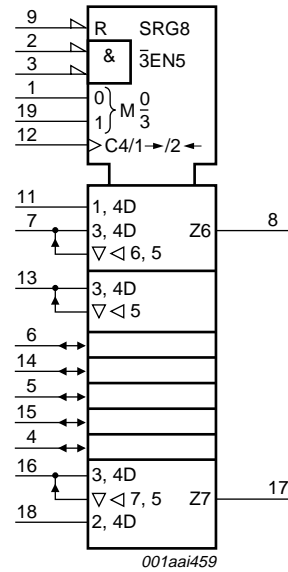 9 R SRG8
2 & 3̅EN5
3
1 0 } M 0/3
19 1
12 C4/1→/2←
11 1, 4D
7 3, 4D Z6 8
▽ ◁ 6, 5
13 3, 4D
▽ ◁ 5
6
14
5
15
4
16 3, 4D
▽ ◁ 7, 5 Z7 17
18 2, 4D
001aai459